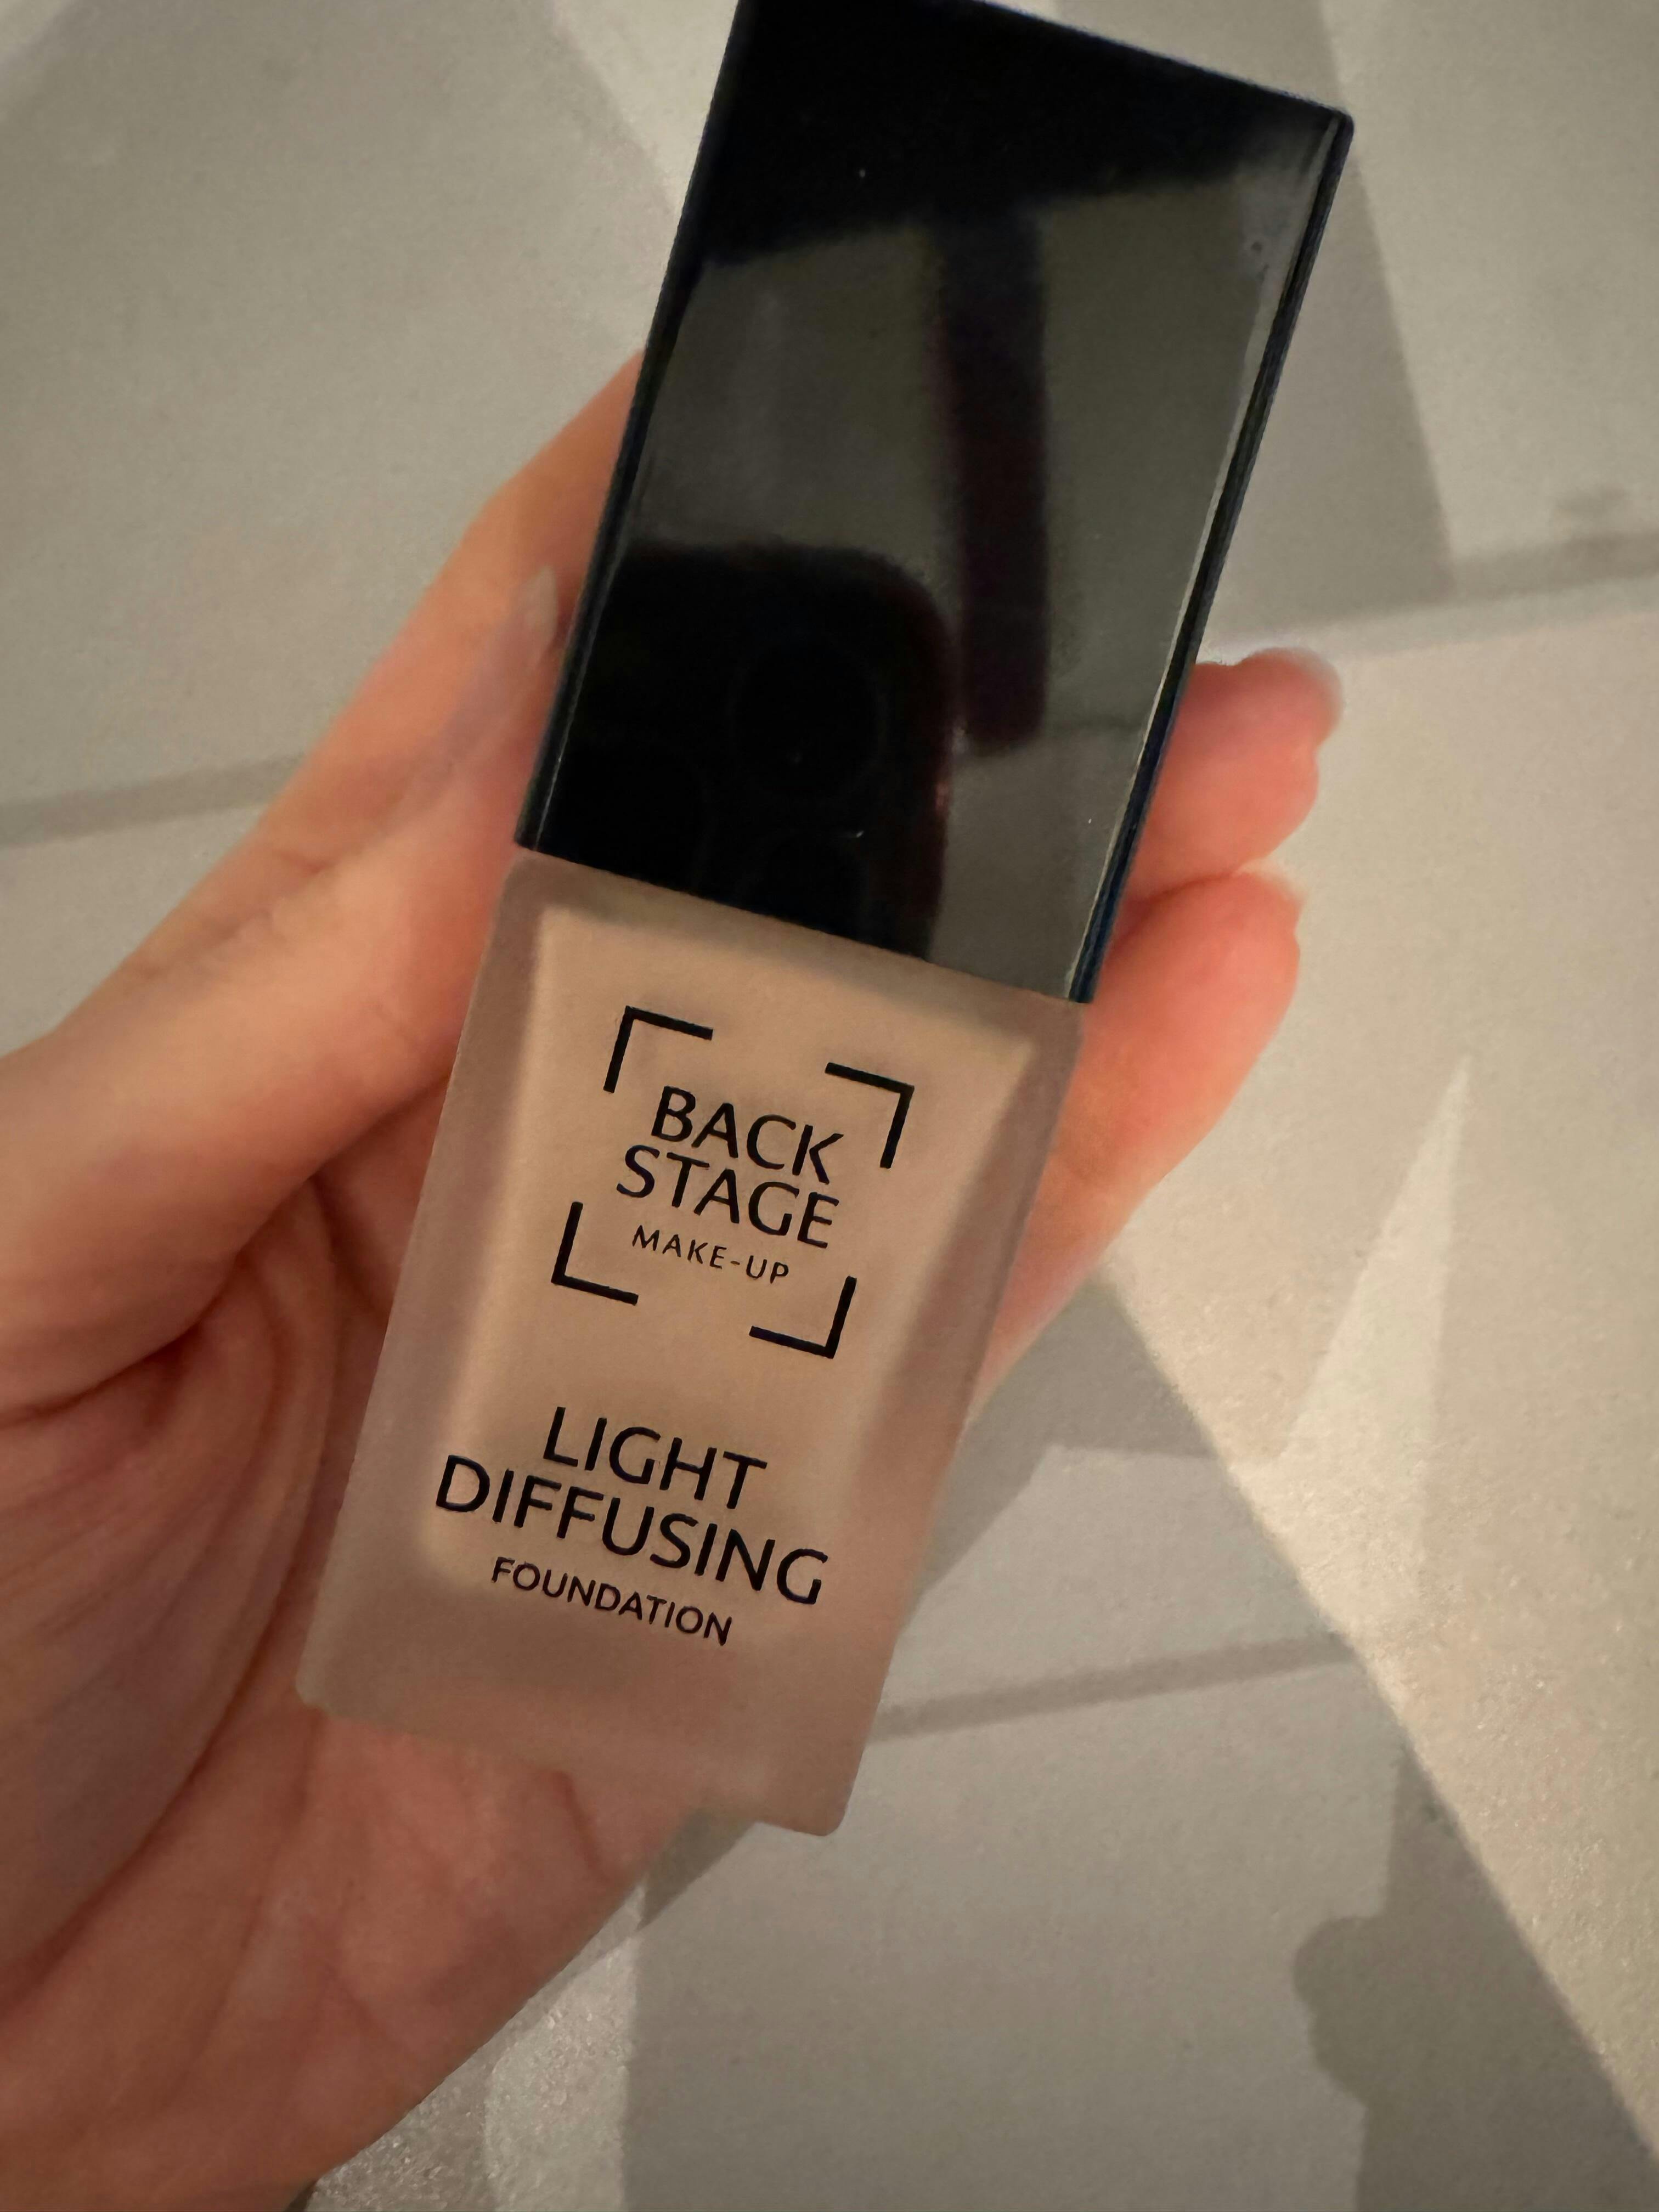 BACK
STAGE
MAKE-UP
LIGHT
DIFFUSING
FOUNDATION